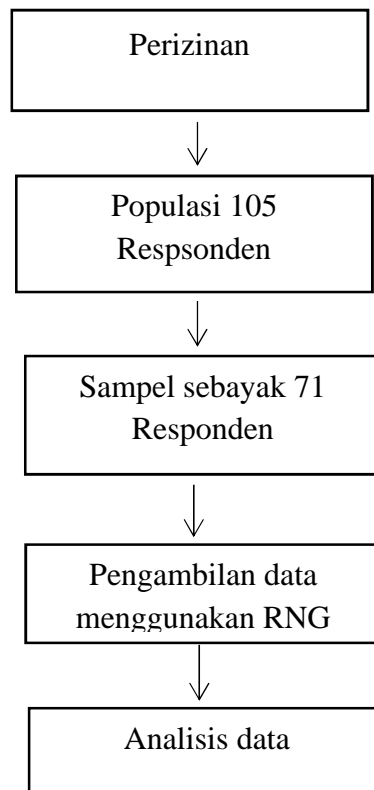 Perizinan
Populasi 105
Respsonden
Sampel sebayak 71
Responden
Pengambilan data
menggunakan RNG
Analisis data